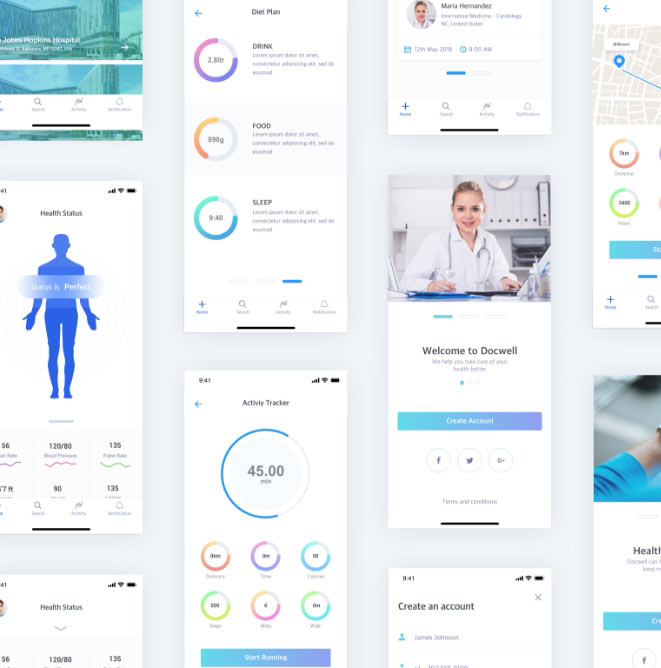 Johns Hopkins Hospital
Search
Activity
Notification
9:41
Health Status
Status is Perfect
56
120/80
135
Heart Rate
Blood Pressure
Pulse Rate
7 ft
90
135
Search
Activity
Notification
Health Status
56
120/80
135
Diet Plan
2.8ltr
DRINK
Lorem ipsum dolor sit amet,
consectetur adipiscing elit, sed do
eiusmod
890g
FOOD
Lorem ipsum dolor sit amet,
consectetur adipiscing elit, sed do
eiusmod
9:40
SLEEP
Lorem ipsum dolor sit amet,
consectetur adipiscing elit, sed do
eiusmod
Home
Search
Activity
Notification
9:41
Activiy Tracker
45.00
min
0km
0m
00
Distance
Time
Calories
000
0
0m
Steps
Miles
Walk
Start Running
Maria Hernandez
International Medicine - Cardiology
NC, United States
12th May 2018
9:00 AM
Home
Search
Activity
Notification
Welcome to Docwell
We help you take care of your
health better
Create Account
f
G+
Terms and conditions
9:41
Create an account
James Johnson
7km
Distance
3400
Steps
Home
Search
Health
Docwell can
keep
f